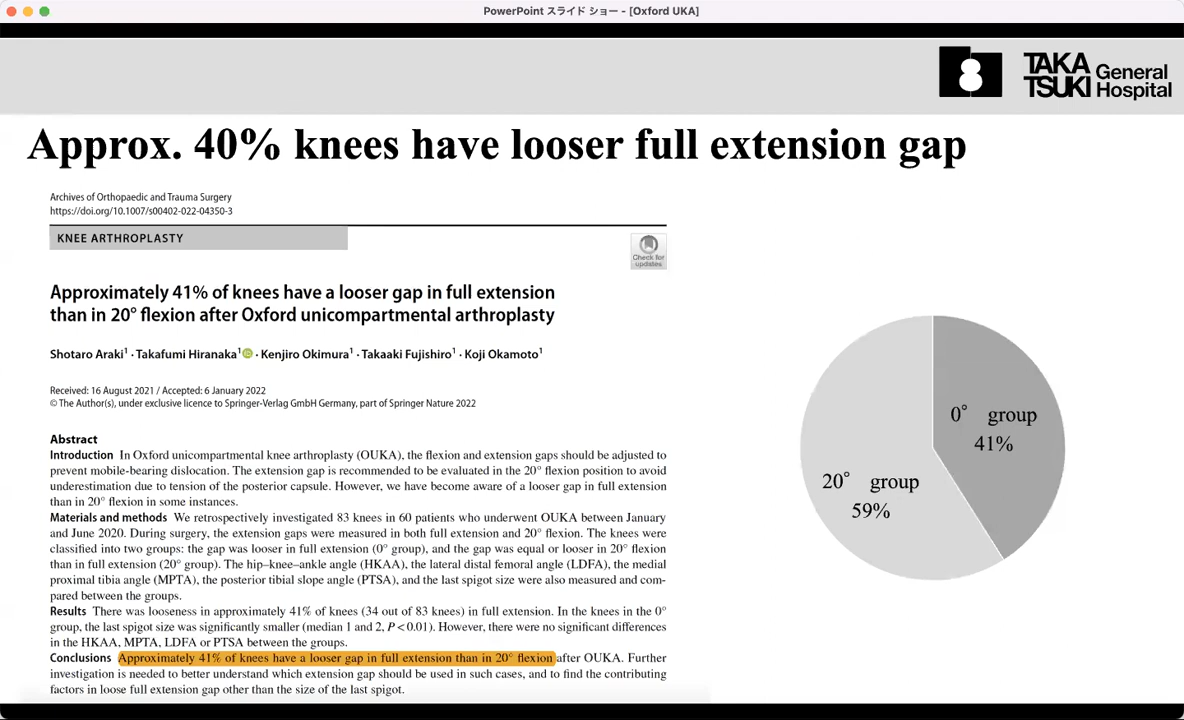 PowerPoint スライド ショー - [Oxford UKA]
TAKA
TSUKI
General
Hospital
Approx. 40% knees have looser full extension gap
Archives of Orthopaedic and Trauma Surgery
https://doi.org/10.1007/s00402-022-04350-3
KNEE ARTHROPLASTY
Check for
updates
Approximately 41% of knees have a looser gap in full extension
than in 20° flexion after Oxford unicompartmental arthroplasty
Shotaro Araki1 · Takafumi Hiranaka1 · Kenjiro Okimura1 · Takaaki Fujishiro1 · Koji Okamoto1
Received: 16 August 2021 / Accepted: 6 January 2022
© The Author(s), under exclusive licence to Springer-Verlag GmbH Germany, part of Springer Nature 2022
Abstract
Introduction In Oxford unicompartmental knee arthroplasty (OUKA), the flexion and extension gaps should be adjusted to
prevent mobile-bearing dislocation. The extension gap is recommended to be evaluated in the 20° flexion position to avoid
underestimation due to tension of the posterior capsule. However, we have become aware of a looser gap in full extension
than in 20° flexion in some instances.
Materials and methods We retrospectively investigated 83 knees in 60 patients who underwent OUKA between January
and June 2020. During surgery, the extension gaps were measured in both full extension and 20° flexion. The knees were
classified into two groups: the gap was looser in full extension (0° group), and the gap was equal or looser in 20° flexion
than in full extension (20° group). The hip–knee–ankle angle (HKAA), the lateral distal femoral angle (LDFA), the medial
proximal tibia angle (MPTA), the posterior tibial slope angle (PTSA), and the last spigot size were also measured and com-
pared between the groups.
Results There was looseness in approximately 41% of knees (34 out of 83 knees) in full extension. In the knees in the 0°
group, the last spigot size was significantly smaller (median 1 and 2, P < 0.01). However, there were no significant differences
in the HKAA, MPTA, LDFA or PTSA between the groups.
Conclusions Approximately 41% of knees have a looser gap in full extension than in 20° flexion after OUKA. Further
investigation is needed to better understand which extension gap should be used in such cases, and to find the contributing
factors in loose full extension gap other than the size of the last spigot.
0° group
41%
20° group
59%